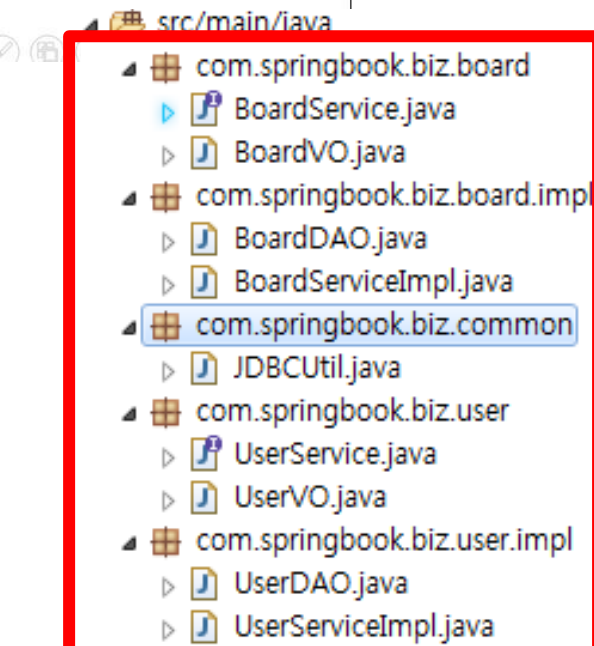 src/main/java
com.springbook.biz.board
BoardService.java
BoardVO.java
com.springbook.biz.board.impl
BoardDAO.java
BoardServiceImpl.java
com.springbook.biz.common
JDBCUtil.java
com.springbook.biz.user
UserService.java
UserVO.java
com.springbook.biz.user.impl
UserDAO.java
UserServiceImpl.java